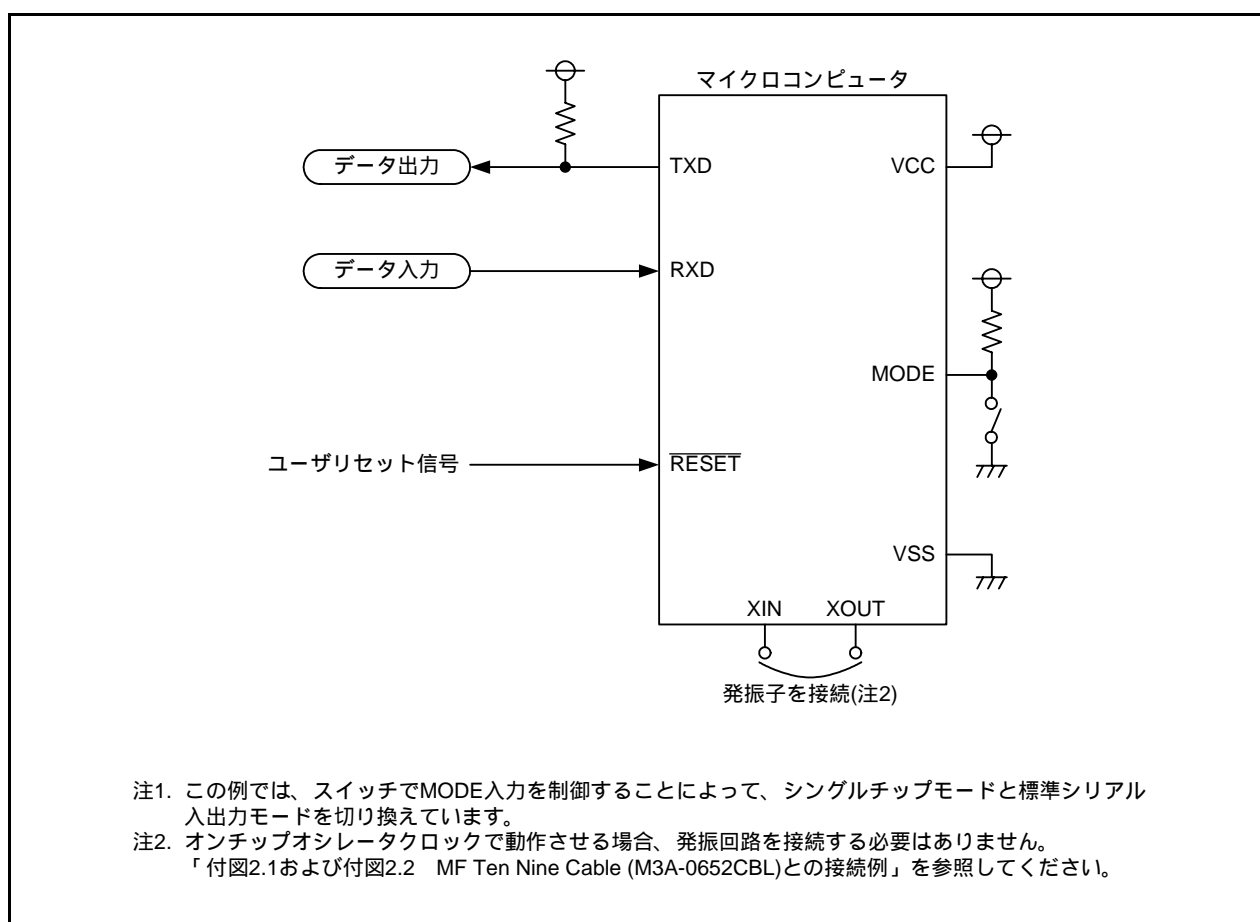 マイクロコンピュータ
データ出力
TXD
VCC
データ入力
RXD
MODE
ユーザリセット信号
RESET
VSS
XIN
XOUT
発振子を接続(注2)
注1. この例では、スイッチでMODE入力を制御することによって、シングルチップモードと標準シリアル
入出力モードを切り換えています。
注2. オンチップオシレータクロックで動作させる場合、発振回路を接続する必要はありません。
「付図2.1および付図2.2　MF Ten Nine Cable (M3A-0652CBL)との接続例」を参照してください。